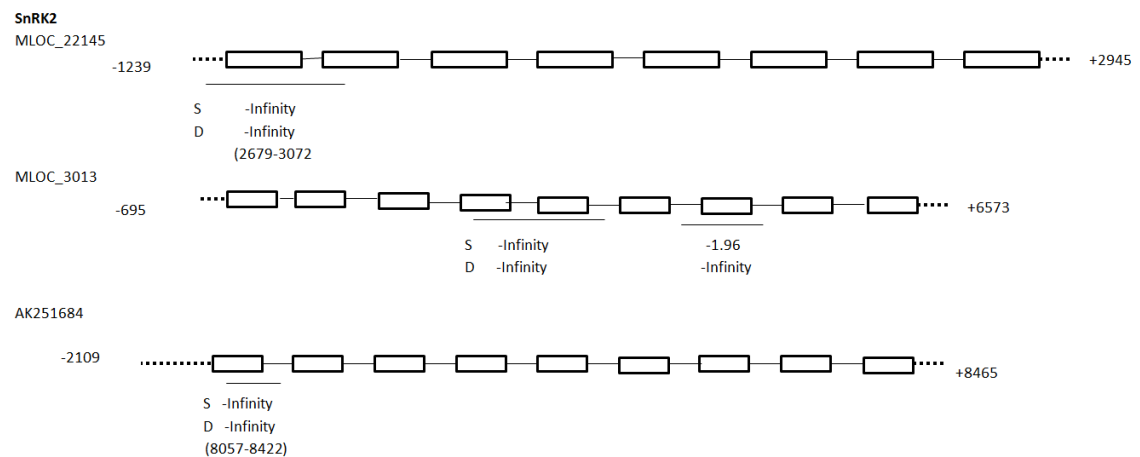 SnRK2
MLOC_22145
-1239
+2945
S -Infinity
D -Infinity
(2679-3072
MLOC_3013
-695
+6573
S -Infinity -1.96
D -Infinity -Infinity
AK251684
-2109
+8465
S -Infinity
D -Infinity
(8057-8422)